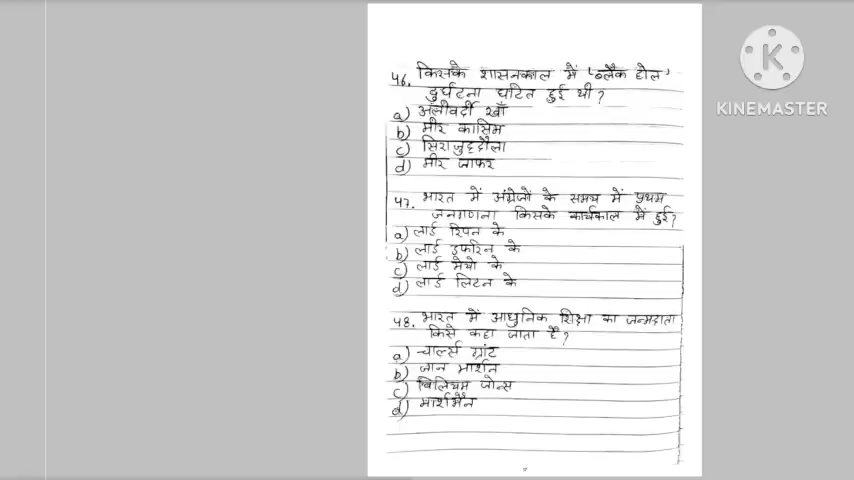 46. किसके शासनकाल में 'ब्लैक होल'
दुर्घटना घटित हुई थी ?
a) अलीवर्दी खाँ
b) मीर कासिम
c) सिराजुद्दौला
d) मीर जाफर
47. भारत में अंग्रेजों के समय में प्रथम
जनगणना किसके कार्यकाल में हुई?
a) लार्ड रिपन के
b) लार्ड डफरिन के
c) लार्ड मेयो के
d) लार्ड लिटन के
48. भारत में आधुनिक शिक्षा का जन्मदाता
किसे कहा जाता है ?
a) चार्ल्स ग्रांट
b) जान मार्शन
c) विलियम जोन्स
d) मार्शमैन
KINEMASTER